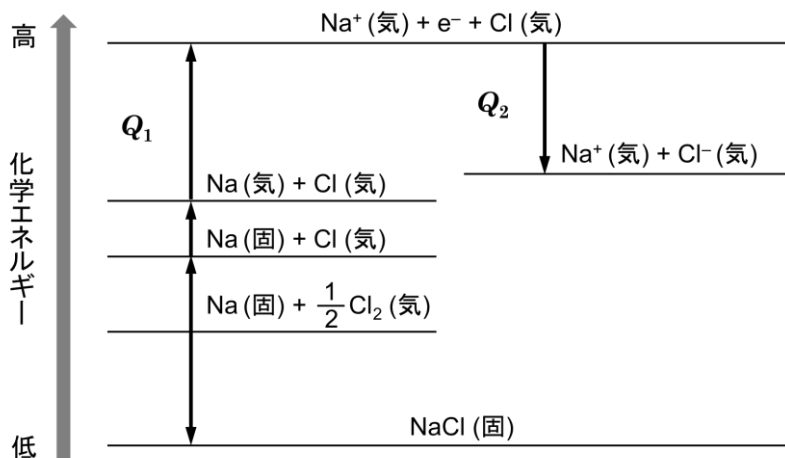 高
Na⁺ (気) + e⁻ + Cl (気)
Q₁
Q₂
Na⁺ (気) + Cl⁻ (気)
化学エネルギー
Na (気) + Cl (気)
Na (固) + Cl (気)
Na (固) + 1/2 Cl₂ (気)
NaCl (固)
低